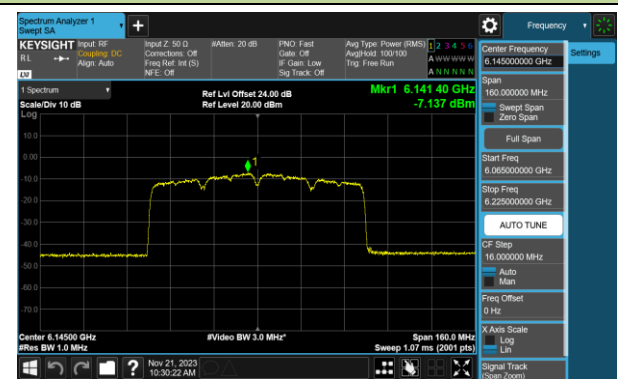 Spectrum Analyzer 1
Swept SA
Frequency
KEYSIGHT
Input: RF
Input Z: 50 Ω
#Atten: 20 dB
PNO: Fast
Avg Type: Power (RMS)
1 2 3 4 5 6
RL
Coupling: DC
Corrections: Off
Gate: Off
Avg|Hold: 100/100
A WW W W W
Align: Auto
Freq Ref: Int (S)
IF Gain: Low
Trig: Free Run
NFE: Off
Sig Track: Off
A N N N N N
LXI
1 Spectrum
Ref Lvl Offset 24.00 dB
Mkr1 6.141 40 GHz
Scale/Div 10 dB
Ref Level 20.00 dBm
-7.137 dBm
Log
10.0
0.00
-10.0
-20.0
-30.0
-40.0
-50.0
-60.0
-70.0
1
Center 6.14500 GHz
#Video BW 3.0 MHz*
Span 160.0 MHz
#Res BW 1.0 MHz
Sweep 1.07 ms (2001 pts)
?
Nov 21, 2023
10:30:22 AM
Center Frequency
6.145000000 GHz
Settings
Span
160.000000 MHz
Swept Span
Zero Span
Full Span
Start Freq
6.065000000 GHz
Stop Freq
6.225000000 GHz
AUTO TUNE
CF Step
16.000000 MHz
Auto
Man
Freq Offset
0 Hz
X Axis Scale
Log
Lin
Signal Track
(Span Zoom)